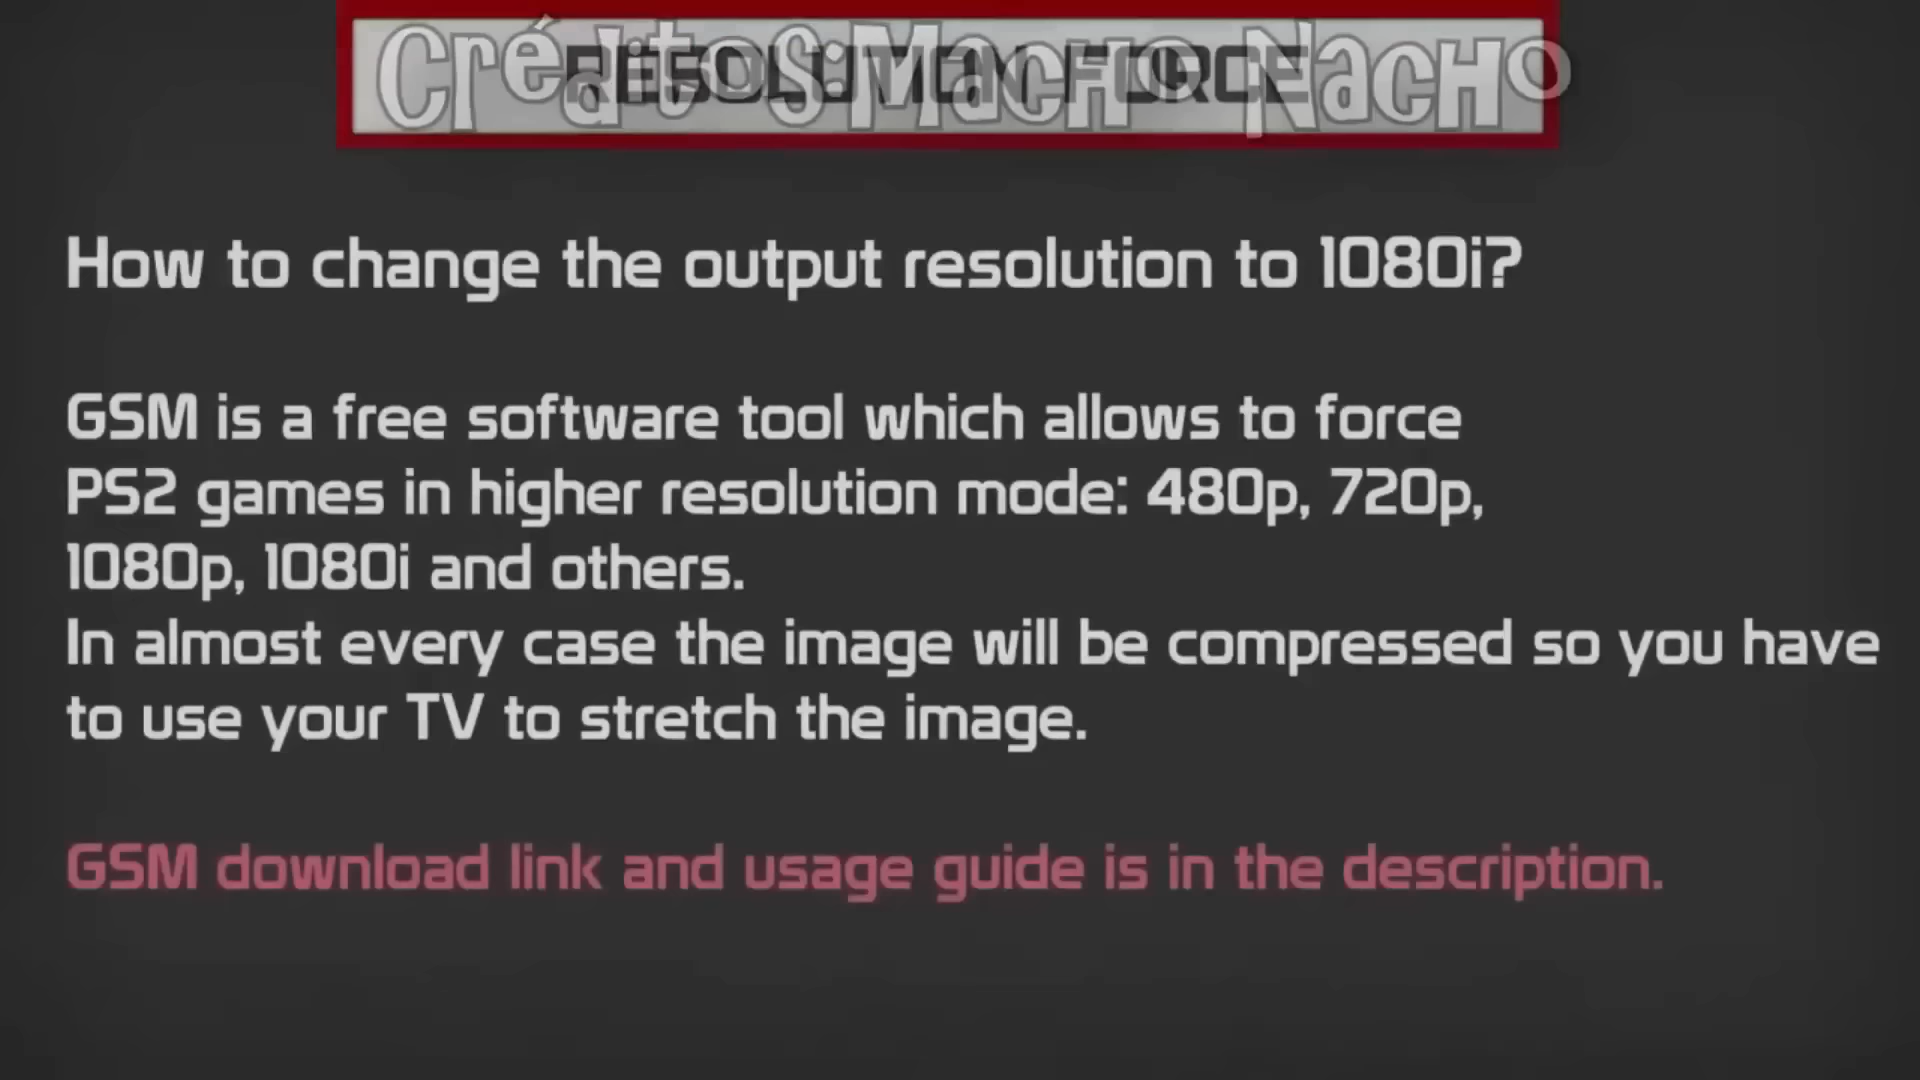 Créditos: Macho Nacho
RESOLUTION FORCE
How to change the output resolution to 1080i?
GSM is a free software tool which allows to force
PS2 games in higher resolution mode: 480p, 720p,
1080p, 1080i and others.
In almost every case the image will be compressed so you have
to use your TV to stretch the image.
GSM download link and usage guide is in the description.